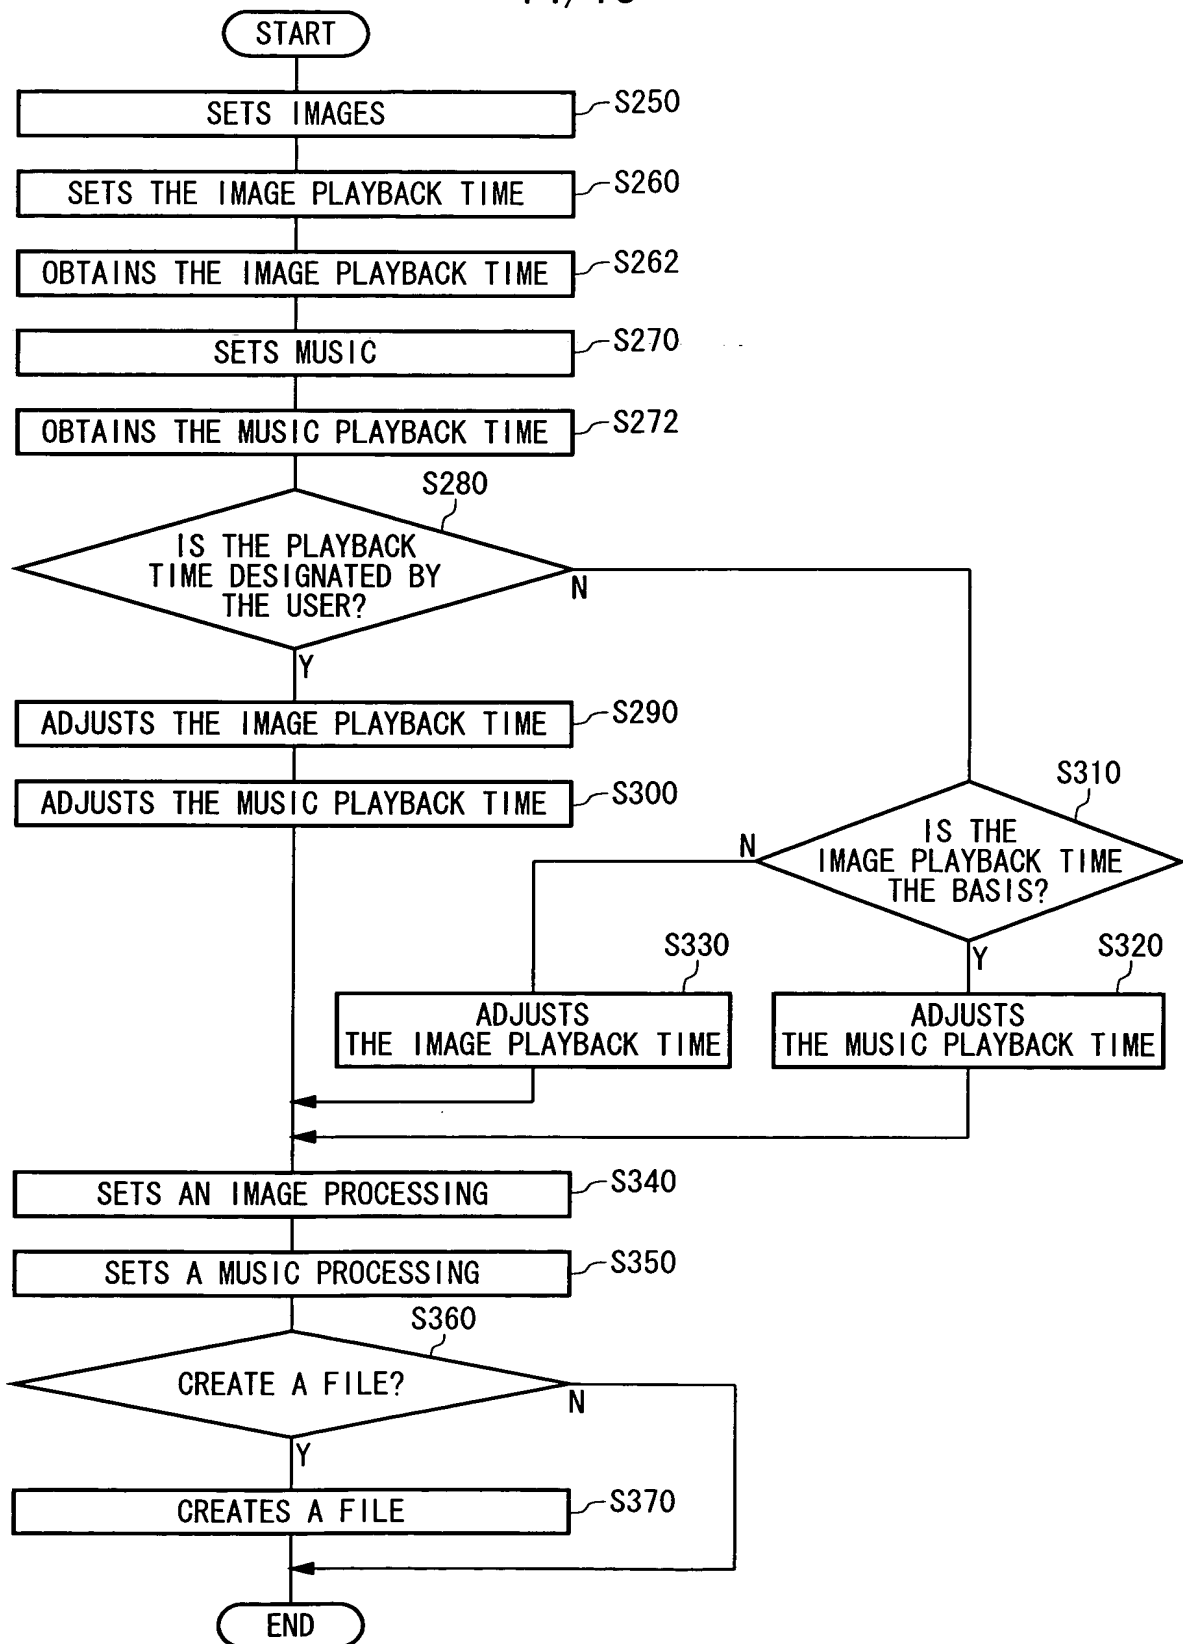 START
SETS IMAGES
S250
SETS THE IMAGE PLAYBACK TIME
S260
OBTAINS THE IMAGE PLAYBACK TIME
S262
SETS MUSIC
S270
OBTAINS THE MUSIC PLAYBACK TIME
S272
S280
IS THE PLAYBACK
TIME DESIGNATED BY
THE USER?
N
Y
ADJUSTS THE IMAGE PLAYBACK TIME
S290
ADJUSTS THE MUSIC PLAYBACK TIME
S300
S310
IS THE
IMAGE PLAYBACK TIME
THE BASIS?
N
Y
S330
ADJUSTS
THE IMAGE PLAYBACK TIME
S320
ADJUSTS
THE MUSIC PLAYBACK TIME
SETS AN IMAGE PROCESSING
S340
SETS A MUSIC PROCESSING
S350
S360
CREATE A FILE?
N
Y
CREATES A FILE
S370
END